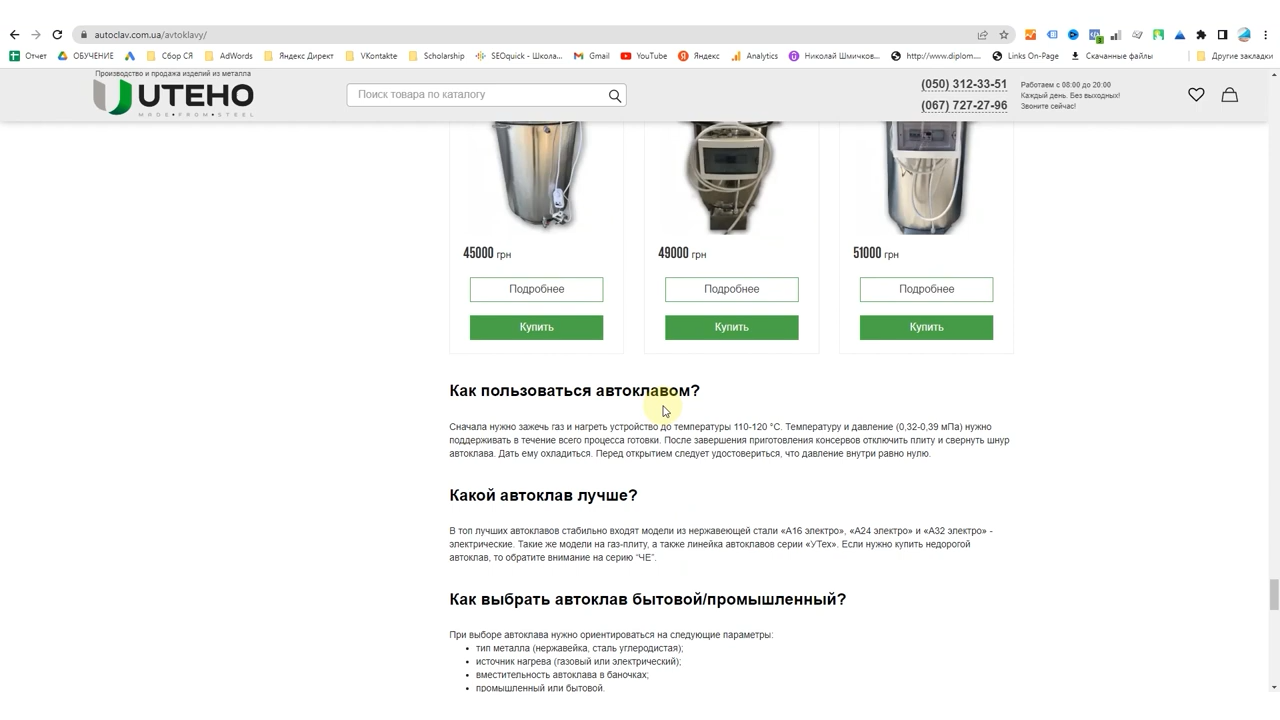 autoclav.com.ua/avtoklavy/
Отчет
ОБУЧЕНИЕ
Сбор СЯ
AdWords
Яндекс Директ
VKontakte
Scholarship
SEOquick - Школа...
Gmail
YouTube
Яндекс
Analytics
Николай Шмичков...
http://www.diplom....
Links On-Page
Скачанные файлы
Другие закладки
Производство и продажа изделий из металла
UTEHO
MADE•FROM•STEEL
Поиск товара по каталогу
(050) 312-33-51
(067) 727-27-96
Работаем с 08:00 до 20:00
Каждый день. Без выходных!
Звоните сейчас!
45000 грн
49000 грн
51000 грн
Подробнее
Подробнее
Подробнее
Купить
Купить
Купить
Как пользоваться автоклавом?
Сначала нужно зажечь газ и нагреть устройство до температуры 110-120 °С. Температуру и давление (0,32-0,39 мПа) нужно
поддерживать в течение всего процесса готовки. После завершения приготовления консервов отключить плиту и свернуть шнур
автоклава. Дать ему охладиться. Перед открытием следует удостовериться, что давление внутри равно нулю.
Какой автоклав лучше?
В топ лучших автоклавов стабильно входят модели из нержавеющей стали «А16 электро», «А24 электро» и «А32 электро» -
электрические. Такие же модели на газ-плиту, а также линейка автоклавов серии «УТех». Если нужно купить недорогой
автоклав, то обратите внимание на серию “ЧЕ”.
Как выбрать автоклав бытовой/промышленный?
При выборе автоклава нужно ориентироваться на следующие параметры:
• тип металла (нержавейка, сталь углеродистая);
• источник нагрева (газовый или электрический);
• вместительность автоклава в баночках;
• промышленный или бытовой.